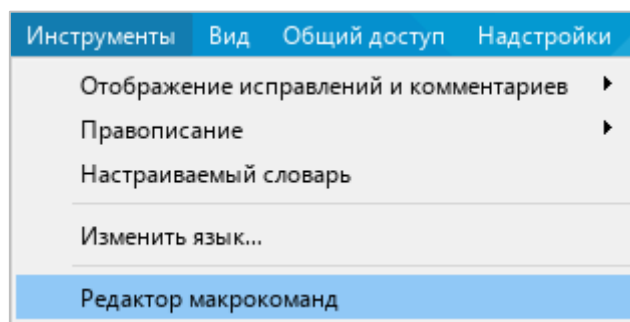 Инструменты Вид Общий доступ Надстройки
Отображение исправлений и комментариев
Правописание
Настраиваемый словарь
Изменить язык...
Редактор макрокоманд